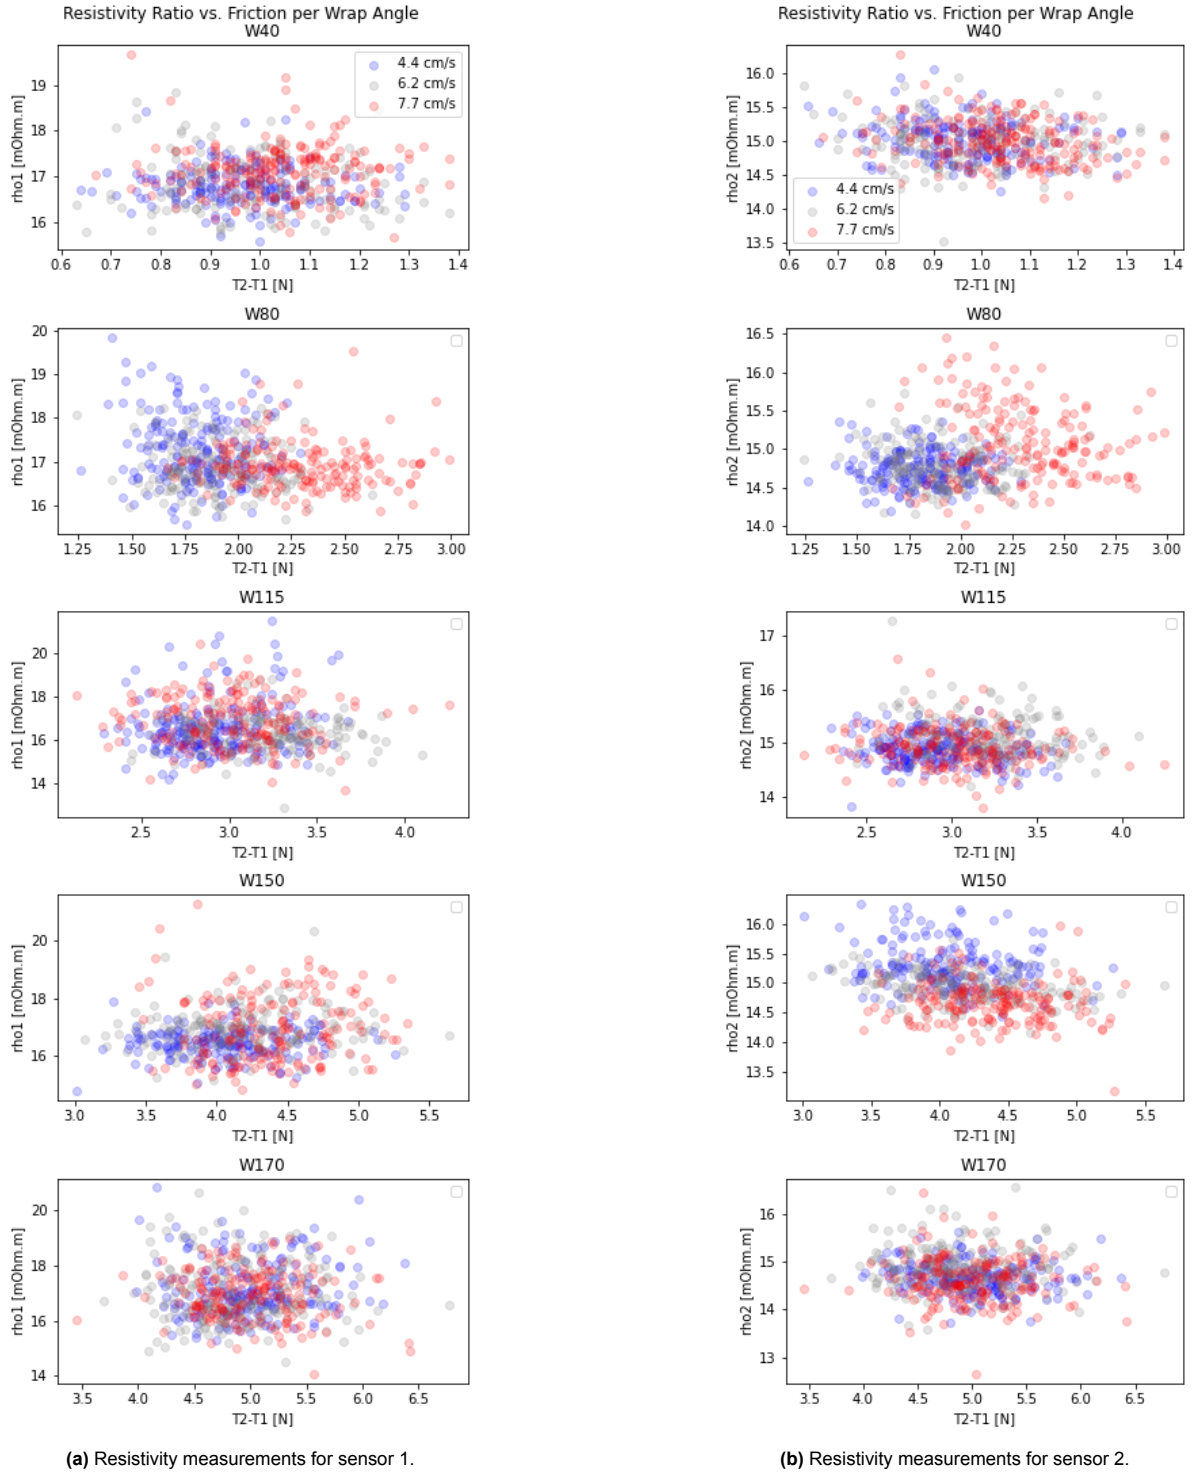 Resistivity Ratio vs. Friction per Wrap Angle
W40
19
18
17
16
rho1 [mOhm.m]
4.4 cm/s
6.2 cm/s
7.7 cm/s
0.6 0.7 0.8 0.9 1.0 1.1 1.2 1.3 1.4
T2-T1 [N]
W80
20
19
18
17
16
rho1 [mOhm.m]
1.25 1.50 1.75 2.00 2.25 2.50 2.75 3.00
T2-T1 [N]
W115
20
18
16
14
rho1 [mOhm.m]
2.5 3.0 3.5 4.0
T2-T1 [N]
W150
20
18
16
rho1 [mOhm.m]
3.0 3.5 4.0 4.5 5.0 5.5
T2-T1 [N]
W170
20
18
16
14
rho1 [mOhm.m]
3.5 4.0 4.5 5.0 5.5 6.0 6.5
T2-T1 [N]
(a) Resistivity measurements for sensor 1.
Resistivity Ratio vs. Friction per Wrap Angle
W40
16.0
15.5
15.0
14.5
14.0
13.5
rho2 [mOhm.m]
4.4 cm/s
6.2 cm/s
7.7 cm/s
0.6 0.7 0.8 0.9 1.0 1.1 1.2 1.3 1.4
T2-T1 [N]
W80
16.5
16.0
15.5
15.0
14.5
14.0
rho2 [mOhm.m]
1.25 1.50 1.75 2.00 2.25 2.50 2.75 3.00
T2-T1 [N]
W115
17
16
15
14
rho2 [mOhm.m]
2.5 3.0 3.5 4.0
T2-T1 [N]
W150
16.0
15.5
15.0
14.5
14.0
13.5
rho2 [mOhm.m]
3.0 3.5 4.0 4.5 5.0 5.5
T2-T1 [N]
W170
16
15
14
13
rho2 [mOhm.m]
3.5 4.0 4.5 5.0 5.5 6.0 6.5
T2-T1 [N]
(b) Resistivity measurements for sensor 2.